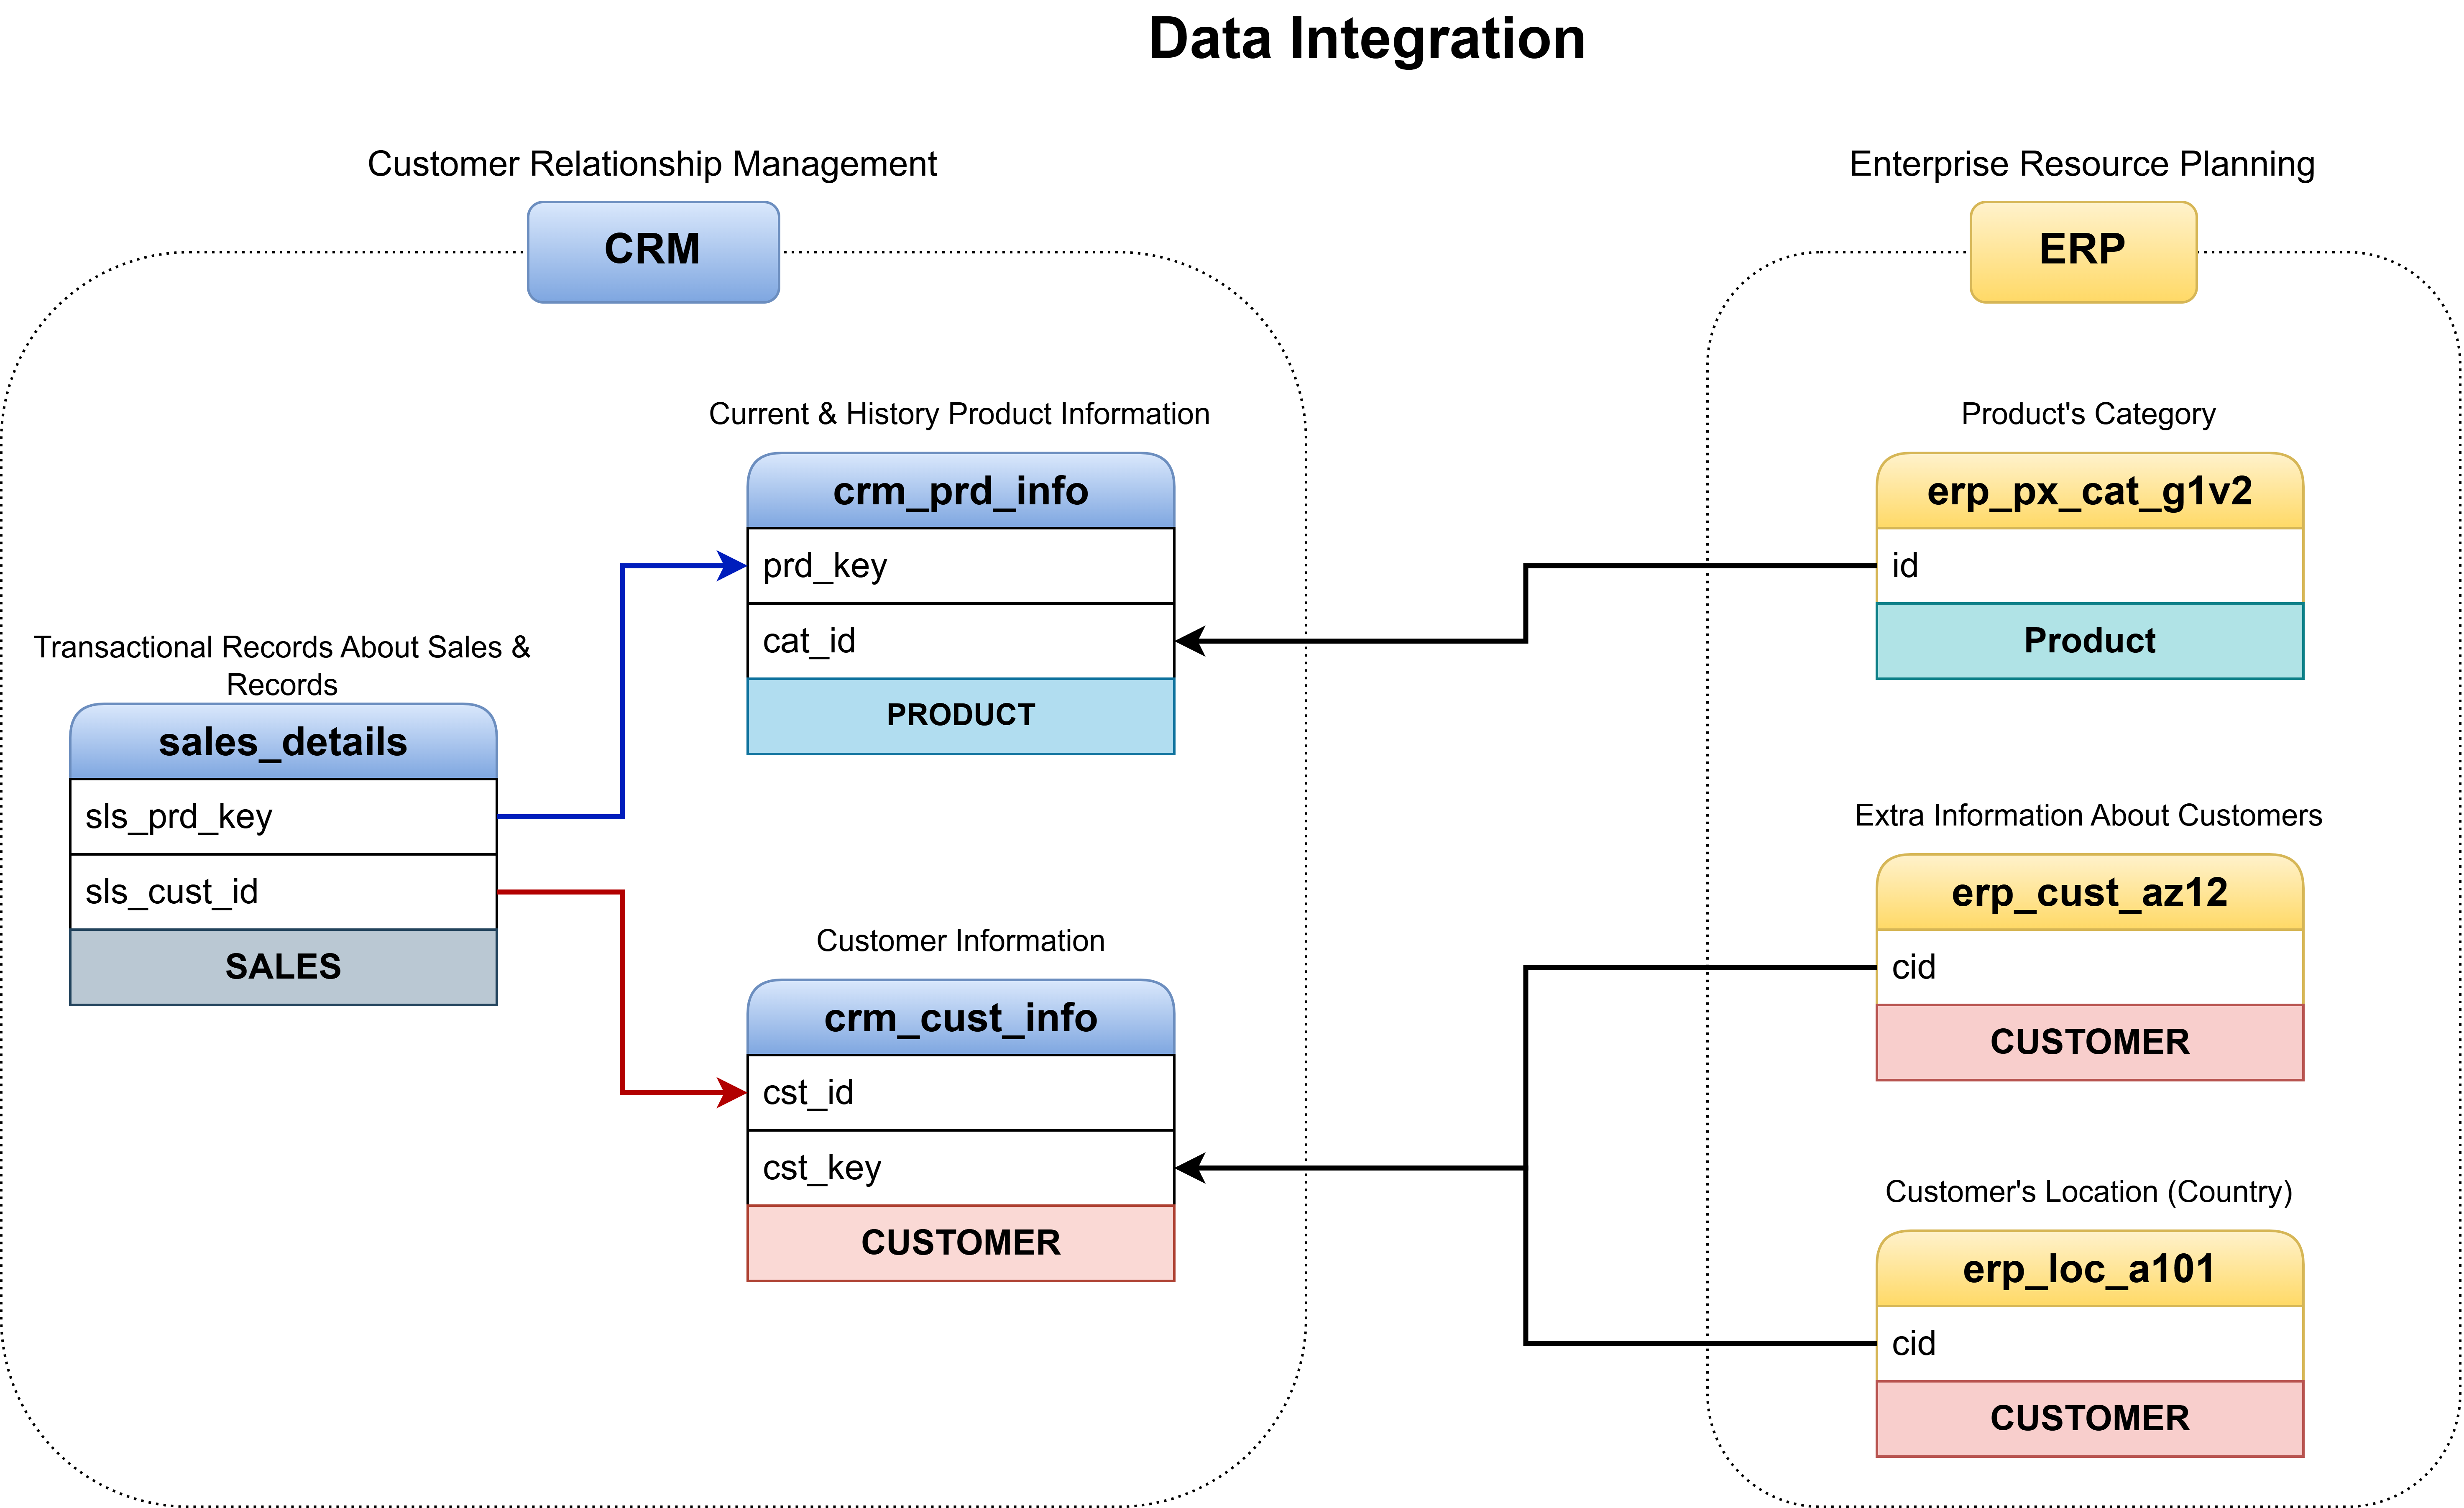 Data Integration
Customer Relationship Management
CRM
Enterprise Resource Planning
ERP
Current & History Product Information
crm_prd_info
prd_key
cat_id
PRODUCT
Transactional Records About Sales &
Records
sales_details
sls_prd_key
sls_cust_id
SALES
Customer Information
crm_cust_info
cst_id
cst_key
CUSTOMER
Product's Category
erp_px_cat_g1v2
id
Product
Extra Information About Customers
erp_cust_az12
cid
CUSTOMER
Customer's Location (Country)
erp_loc_a101
cid
CUSTOMER